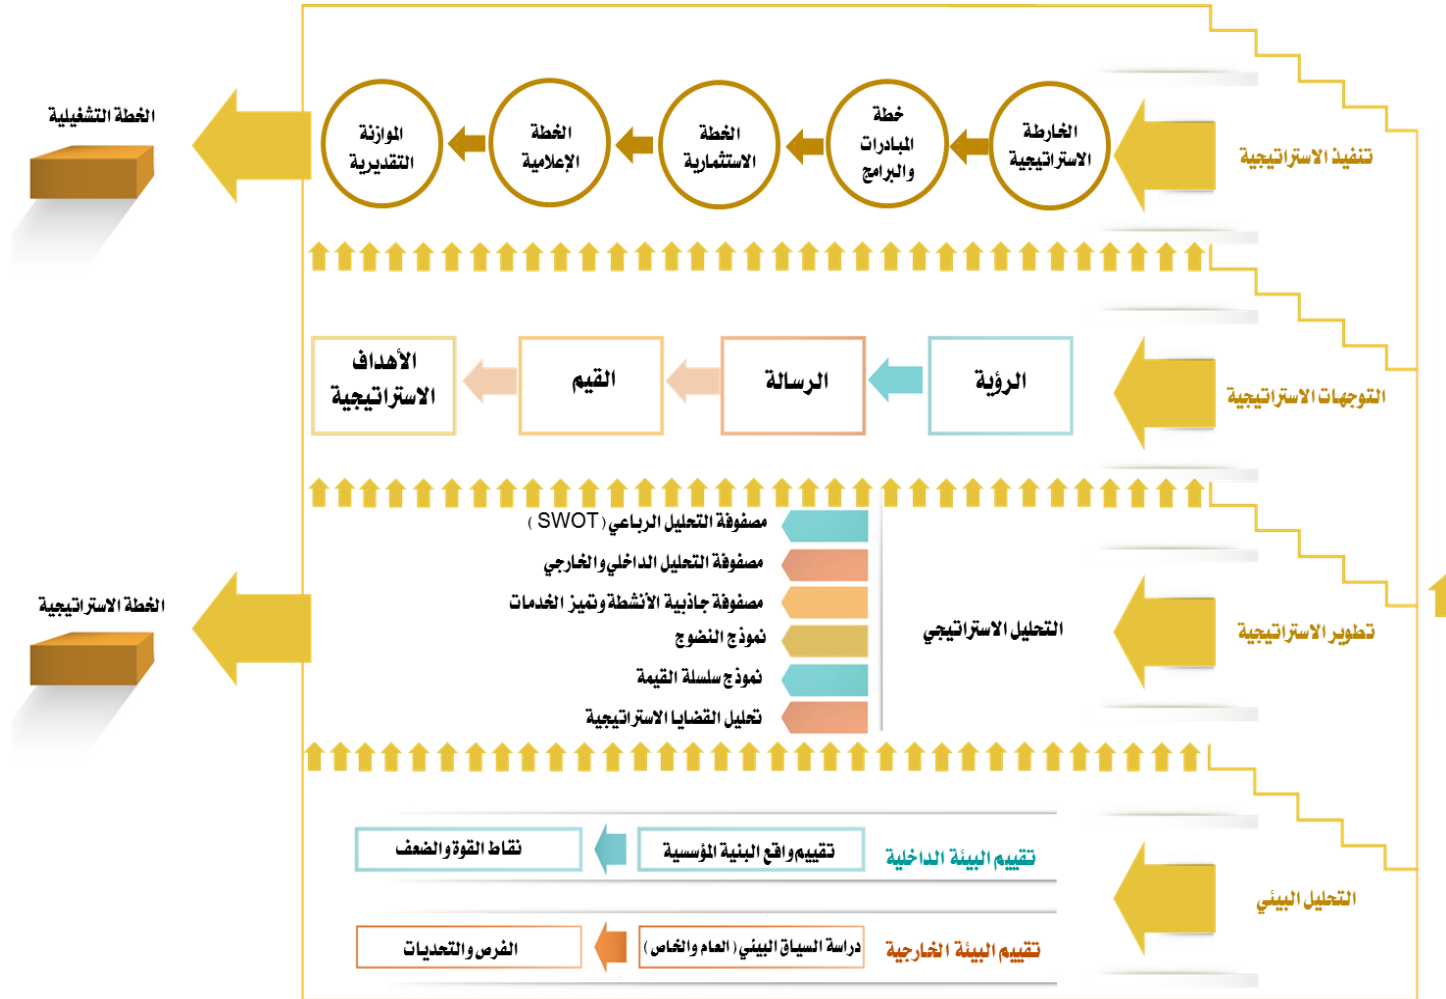 تنفيذ الاستراتيجية
الخارطة
الاستراتيجية
خطة
المبادرات
والبرامج
الخطة
الاستثمارية
الخطة
الإعلامية
الموازنة
التقديرية
الخطة التشغيلية
التوجهات الاستراتيجية
الرؤية
الرسالة
القيم
الأهداف
الاستراتيجية
تطوير الاستراتيجية
التحليل الاستراتيجي
مصفوفة التحليل الرباعي (SWOT)
مصفوفة التحليل الداخلي والخارجي
مصفوفة جاذبية الأنشطة وتميز الخدمات
نموذج النضوج
نموذج سلسلة القيمة
تحليل القضايا الاستراتيجية
الخطة الاستراتيجية
التحليل البيئي
تقييم البيئة الداخلية
تقييم واقع البنية المؤسسية
نقاط القوة والضعف
تقييم البيئة الخارجية
دراسة السياق البيئي (العام والخاص)
الفرص والتحديات